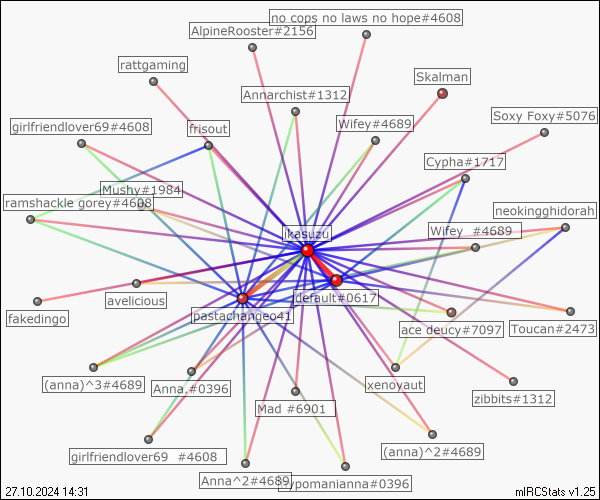 no cops no laws no hope#4608
AlpineRooster#2156
rattgaming
Skalman
Annarchist#1312
Soxy Foxy#5076
girlfriendlover69#4608
frisout
Wifey#4689
Cypha#1717
Mushy#1984
ramshackle gorey#4608
neokingghidorah
ikasuzu
Wifey #4689
default#0617
avelicious
pastachangeo41
fakedingo
ace deucy#7097
Toucan#2473
(anna)^3#4689
Anna.#0396
xenoyaut
zibbits#1312
Mad #6901
girlfriendlover69 #4608
(anna)^2#4689
Anna^2#4689
ypomanianna#0396
27.10.2024 14:31
mIRCStats v1.25